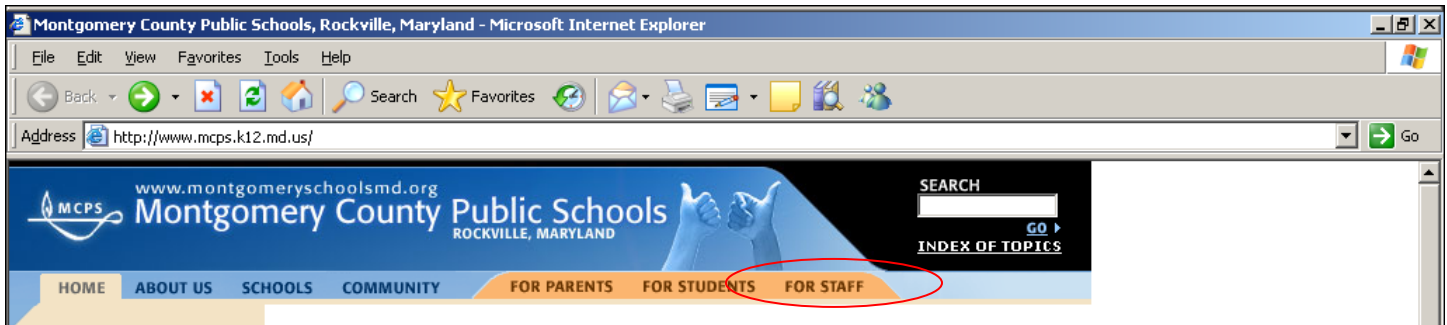 Montgomery County Public Schools, Rockville, Maryland - Microsoft Internet Explorer
File Edit View Favorites Tools Help
Back Search Favorites
Address http://www.mcps.k12.md.us/ Go
MCPS
www.montgomeryschoolsmd.org
Montgomery County Public Schools
ROCKVILLE, MARYLAND
SEARCH
GO
INDEX OF TOPICS
HOME ABOUT US SCHOOLS COMMUNITY FOR PARENTS FOR STUDENTS FOR STAFF